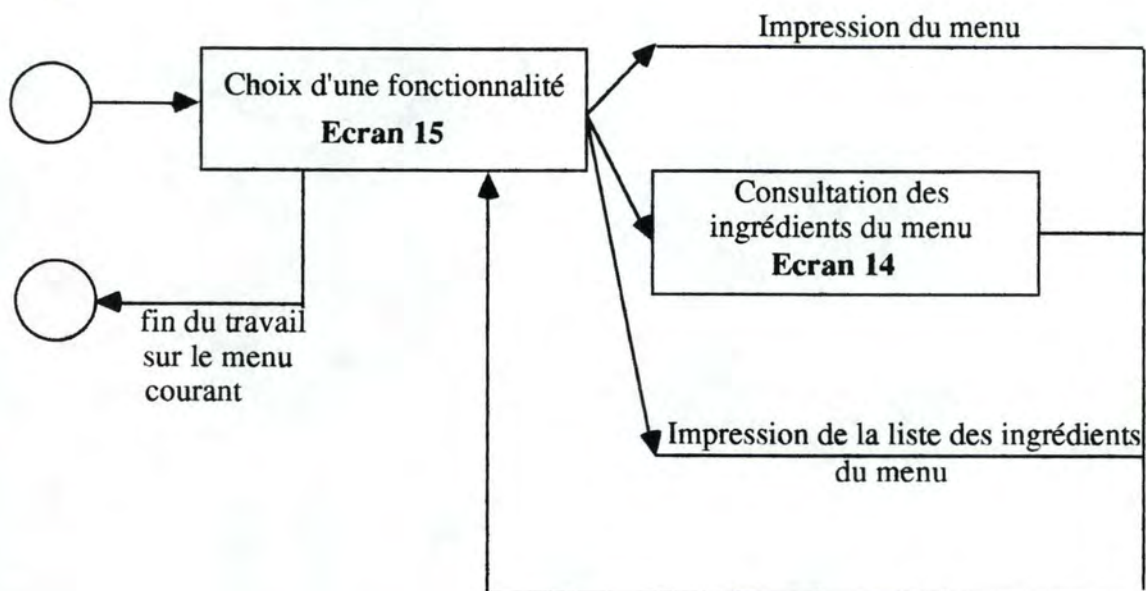 Impression du menu
Choix d'une fonctionnalité
Ecran 15
Consultation des
ingrédients du menu
Ecran 14
fin du travail
sur le menu
courant
Impression de la liste des ingrédients
du menu